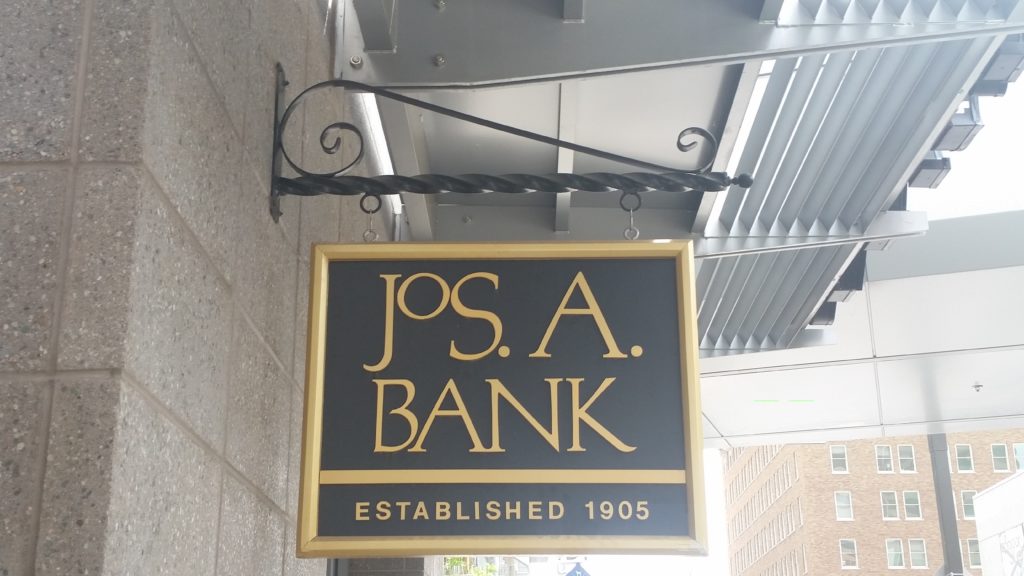 JoS. A.
BANK
ESTABLISHED 1905